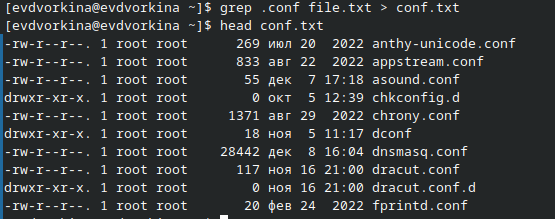 [evdvorkina@evdvorkina ~]$ grep .conf file.txt > conf.txt
[evdvorkina@evdvorkina ~]$ head conf.txt
-rw-r--r--. 1 root root 269 июл 20 2022 anthy-unicode.conf
-rw-r--r--. 1 root root 833 авг 22 2022 appstream.conf
-rw-r--r--. 1 root root 55 дек 7 17:18 asound.conf
drwxr-xr-x. 1 root root 0 окт 5 12:39 chkconfig.d
-rw-r--r--. 1 root root 1371 авг 29 2022 chrony.conf
drwxr-xr-x. 1 root root 18 ноя 5 11:17 dconf
-rw-r--r--. 1 root root 28442 дек 8 16:04 dnsmasq.conf
-rw-r--r--. 1 root root 117 ноя 16 21:00 dracut.conf
drwxr-xr-x. 1 root root 0 ноя 16 21:00 dracut.conf.d
-rw-r--r--. 1 root root 20 фев 24 2022 fprintd.conf